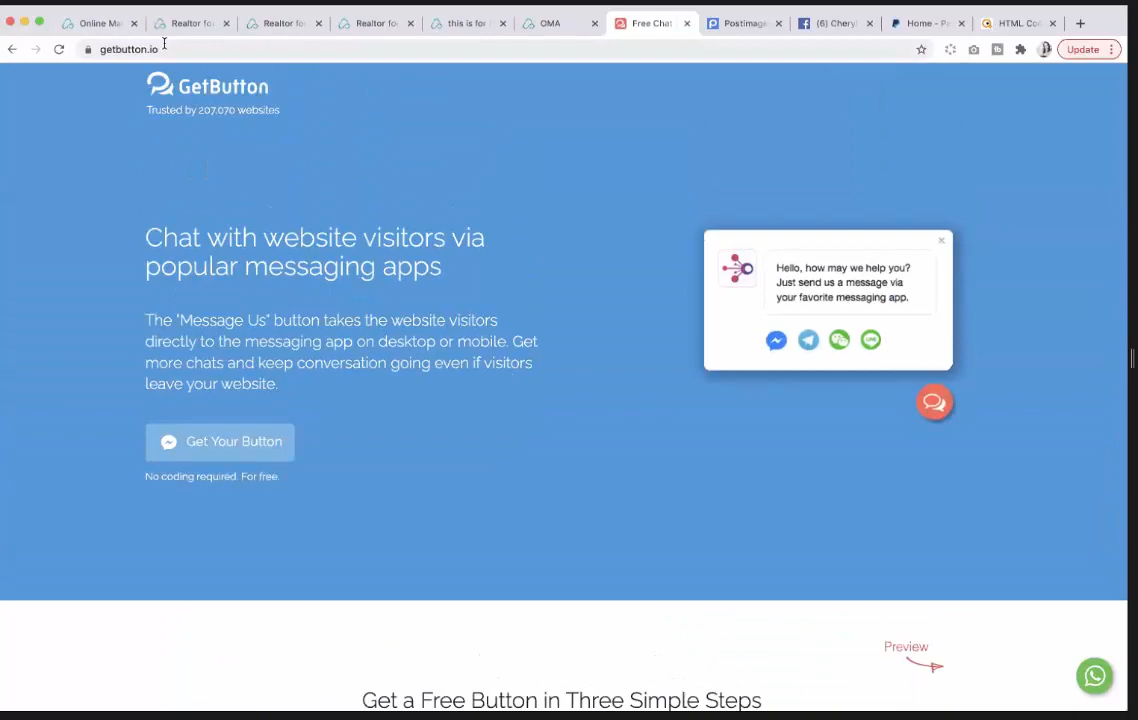 Online Ma
Realtor fo
Realtor fo
Realtor fo
this is for
OMA
Free Chat
Postimage
(6) Chery
Home - P
HTML Co
getbutton.io
Update
GetButton
Trusted by 207,070 websites
Chat with website visitors via
popular messaging apps
The "Message Us" button takes the website visitors
directly to the messaging app on desktop or mobile. Get
more chats and keep conversation going even if visitors
leave your website.
Get Your Button
No coding required. For free.
Hello, how may we help you?
Just send us a message via
your favorite messaging app.
Preview
Get a Free Button in Three Simple Steps